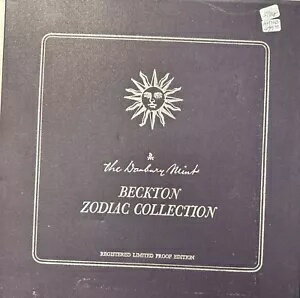 The Danbury Mint
BECKTON
ZODIAC COLLECTION
REGISTERED LIMITED PROOF EDITION